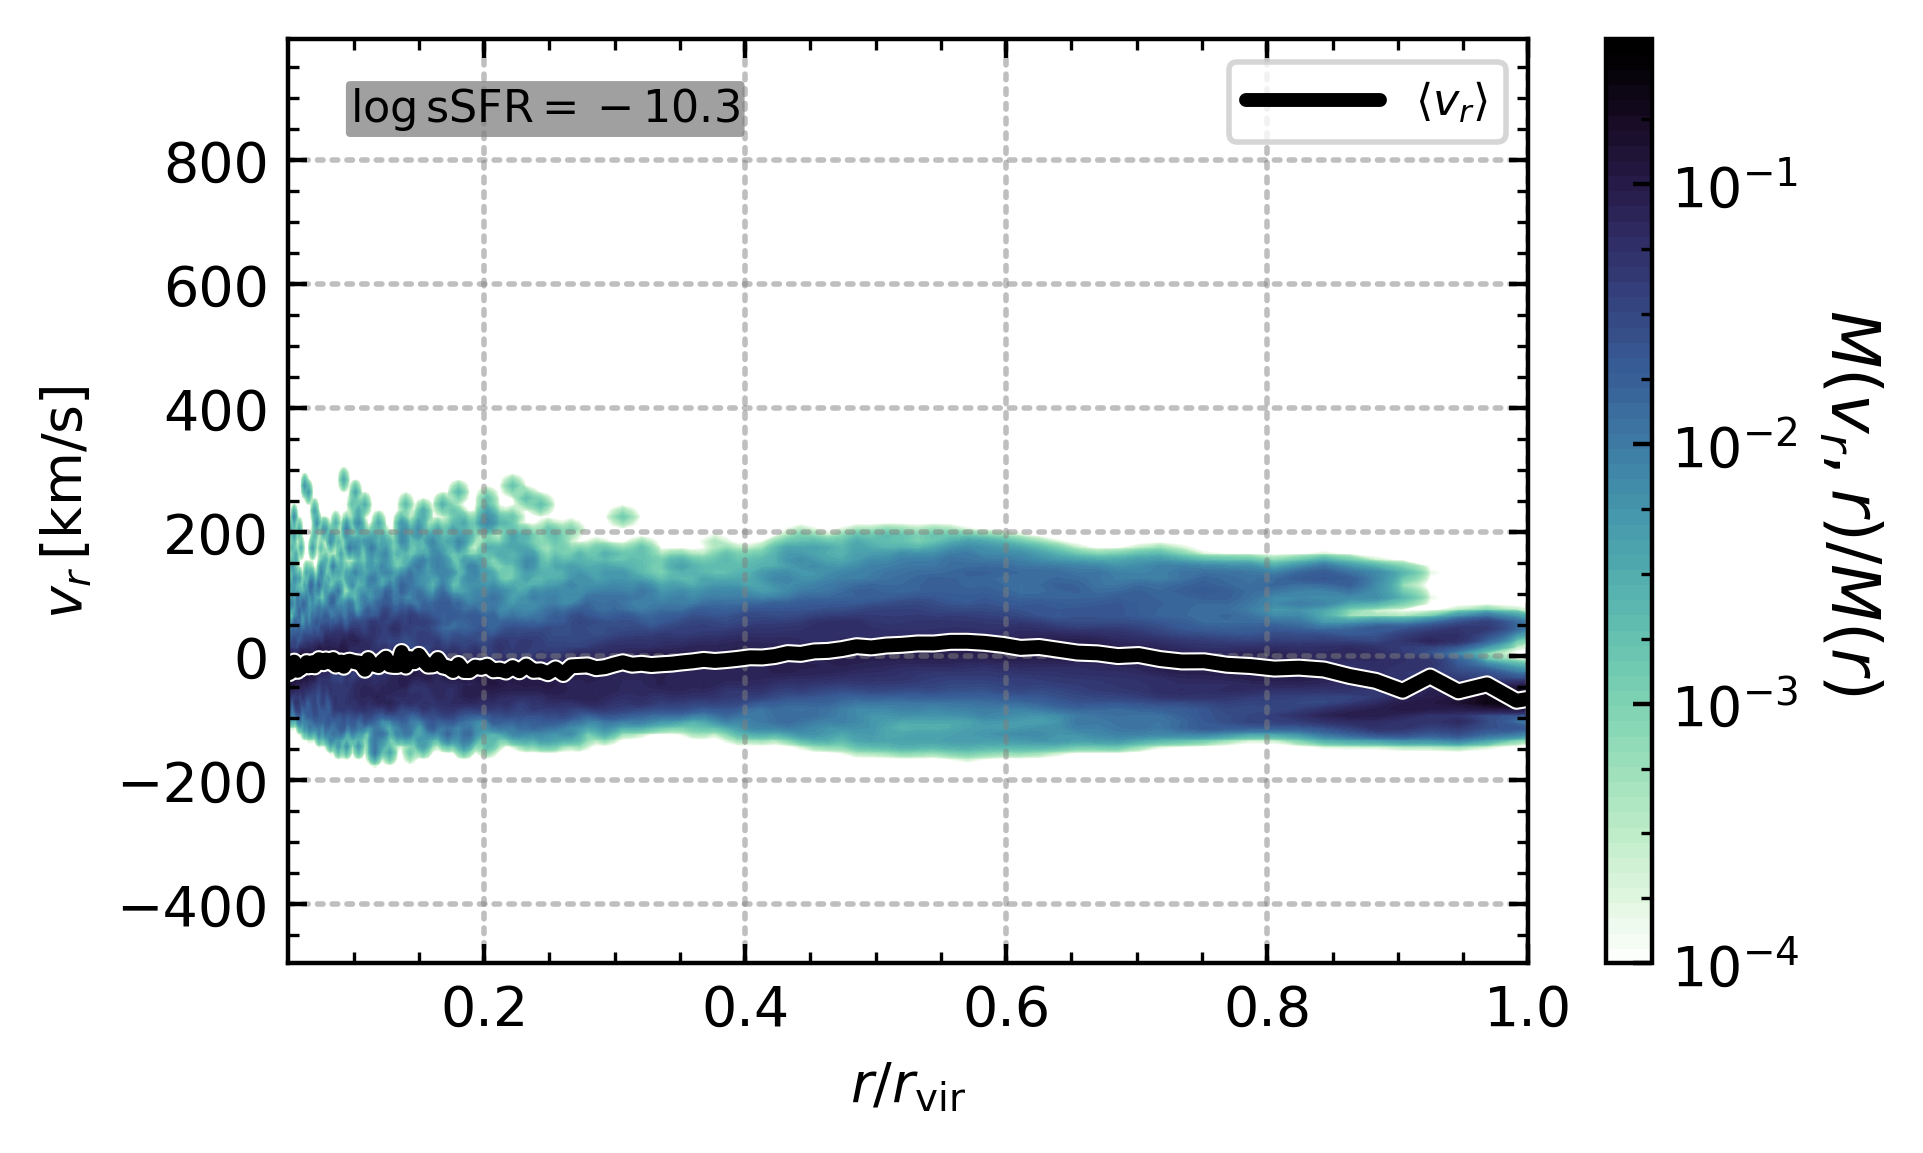 log sSFR = −10.3
⟨v_r⟩
800
600
400
200
0
−200
−400
v_r [km/s]
0.2 0.4 0.6 0.8 1.0
r/r_vir
10^−1
10^−2
10^−3
10^−4
M(v_r, r)/M(r)